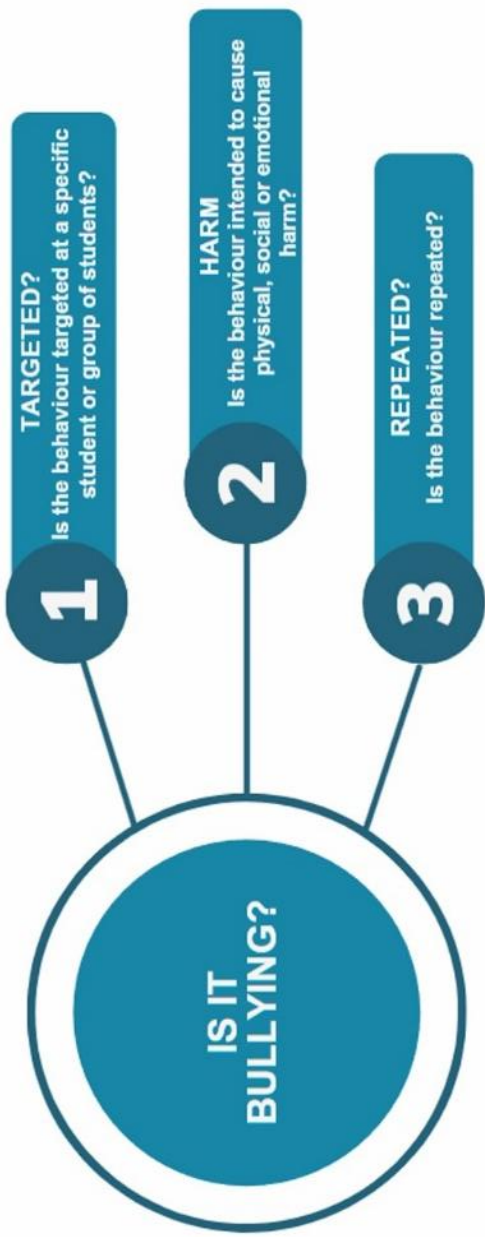 IS IT
BULLYING?
1
TARGETED?
Is the behaviour targeted at a specific
student or group of students?
2
HARM
Is the behaviour intended to cause
physical, social or emotional
harm?
3
REPEATED?
Is the behaviour repeated?